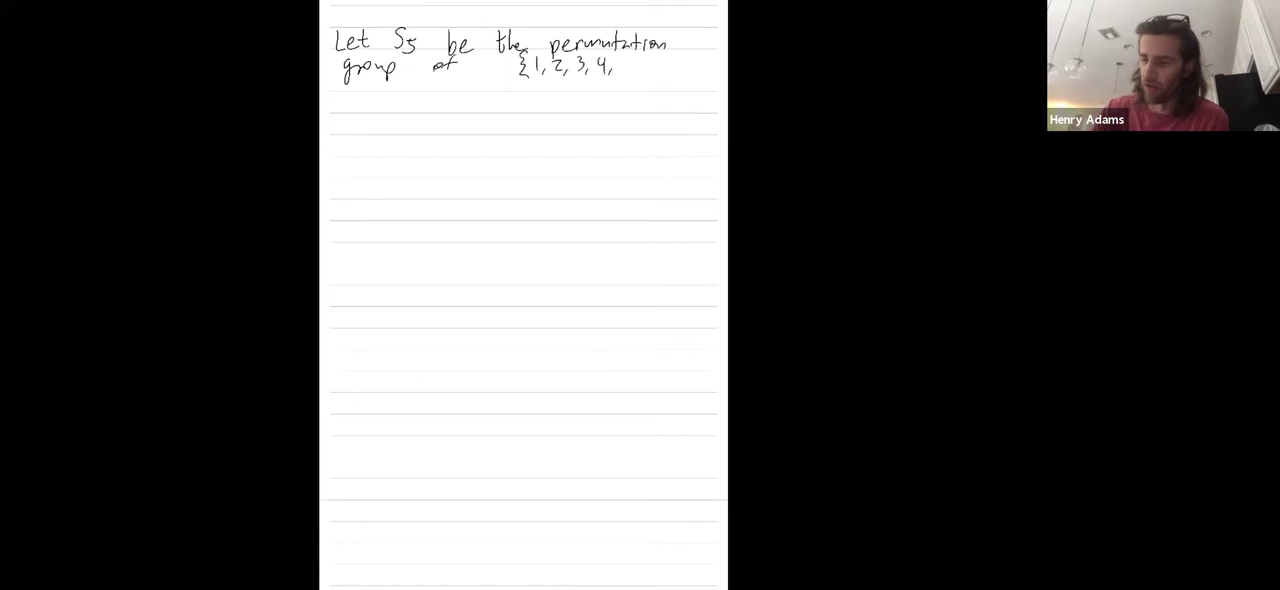 Let S5 be the permutation
group of {1, 2, 3, 4,
Henry Adams